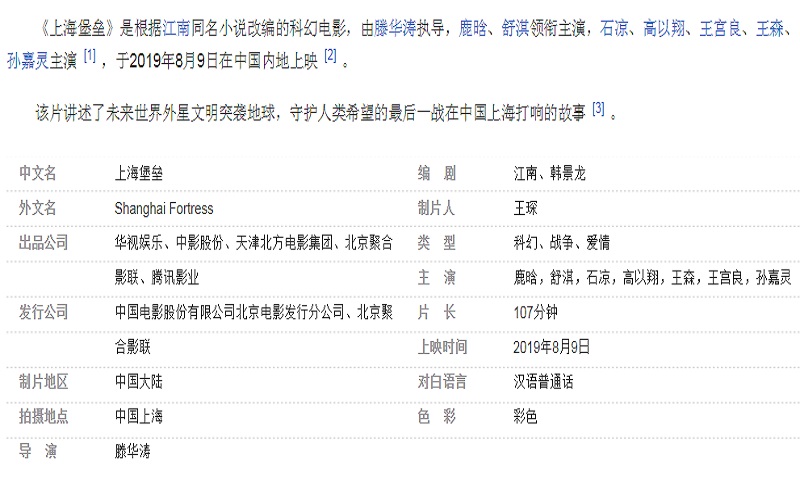 《上海堡垒》是根据江南同名小说改编的科幻电影，由滕华涛执导，鹿晗、舒淇领衔主演，石凉、高以翔、王宫良、王森、
孙嘉灵主演 [1] ，于2019年8月9日在中国内地上映 [2] 。
该片讲述了未来世界外星文明突袭地球，守护人类希望的最后一战在中国上海打响的故事 [3] 。
中文名 上海堡垒 编 剧 江南、韩景龙
外文名 Shanghai Fortress 制片人 王琛
出品公司 华视娱乐、中影股份、天津北方电影集团、北京聚合 类 型 科幻、战争、爱情
影联、腾讯影业 主 演 鹿晗，舒淇，石凉，高以翔，王森，王宫良，孙嘉灵
发行公司 中国电影股份有限公司北京电影发行分公司、北京聚 片 长 107分钟
合影联 上映时间 2019年8月9日
制片地区 中国大陆 对白语言 汉语普通话
拍摄地点 中国上海 色 彩 彩色
导 演 滕华涛